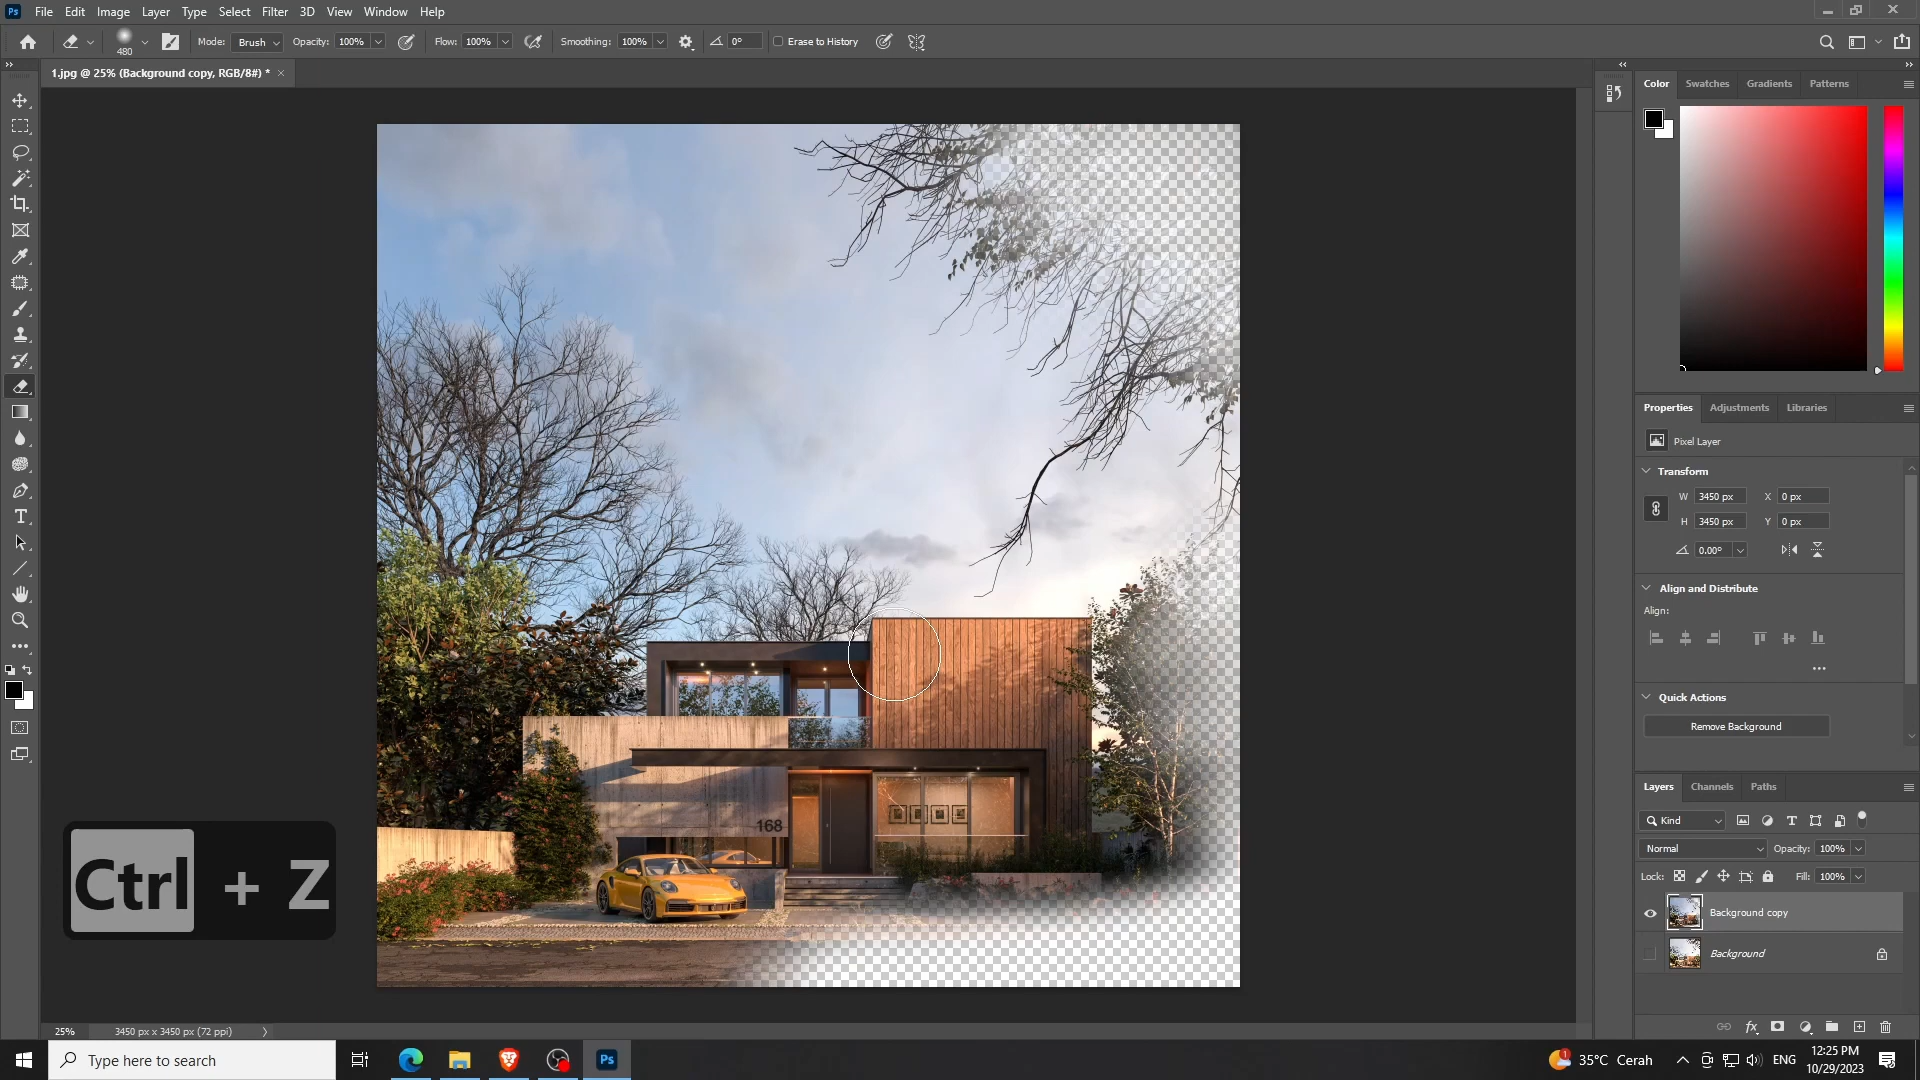 Ps File Edit Image Layer Type Select Filter 3D View Window Help
480 Mode: Brush Opacity: 100% Flow: 100% Smoothing: 100% 0° Erase to History
1.jpg @ 25% (Background copy, RGB/8#) * ×
Color Swatches Gradients Patterns
Properties Adjustments Libraries
Pixel Layer
Transform
W 3450 px X 0 px
H 3450 px Y 0 px
0.00°
Align and Distribute
Align:
Quick Actions
Remove Background
Layers Channels Paths
Kind
Normal Opacity: 100%
Lock: Fill: 100%
Background copy
Background
168
Ctrl + Z
25% 3450 px x 3450 px (72 ppi)
Type here to search
Ps
1 35°C Cerah ENG 12:25 PM
10/29/2023